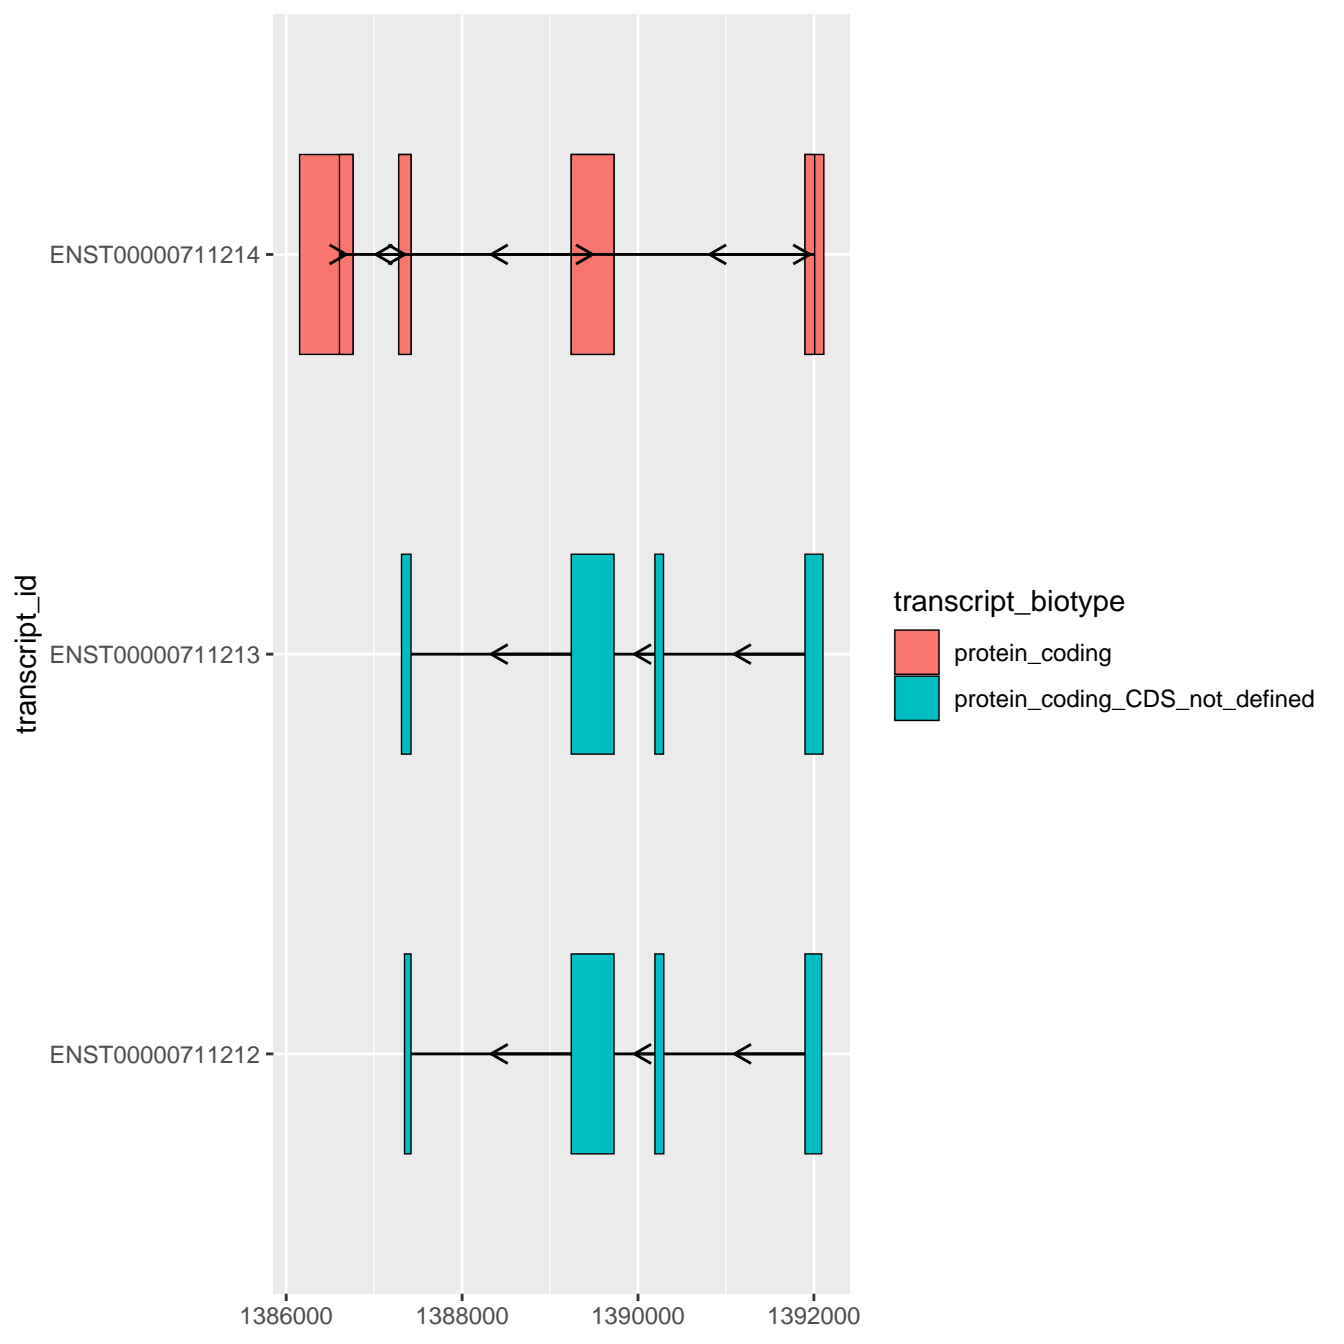 transcript_id
ENST00000711214
ENST00000711213
ENST00000711212
1386000 1388000 1390000 1392000
transcript_biotype
protein_coding
protein_coding_CDS_not_defined